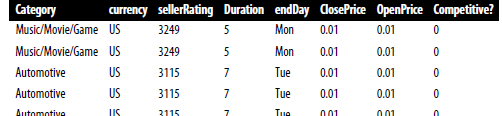 Category currency sellerRating Duration endDay ClosePrice OpenPrice Competitive?
Music/Movie/Game US 3249 5 Mon 0.01 0.01 0
Music/Movie/Game US 3249 5 Mon 0.01 0.01 0
Automotive US 3115 7 Tue 0.01 0.01 0
Automotive US 3115 7 Tue 0.01 0.01 0
Automotive US 3115 7 Tue 0.01 0.01 0